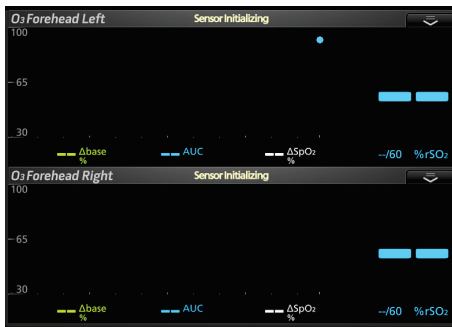 O3 Forehead Left Sensor Initializing
100
65
30
-- Δbase % -- AUC -- ΔSpO2 % --/60 %rSO2
O3 Forehead Right Sensor Initializing
100
65
30
-- Δbase % -- AUC -- ΔSpO2 % --/60 %rSO2